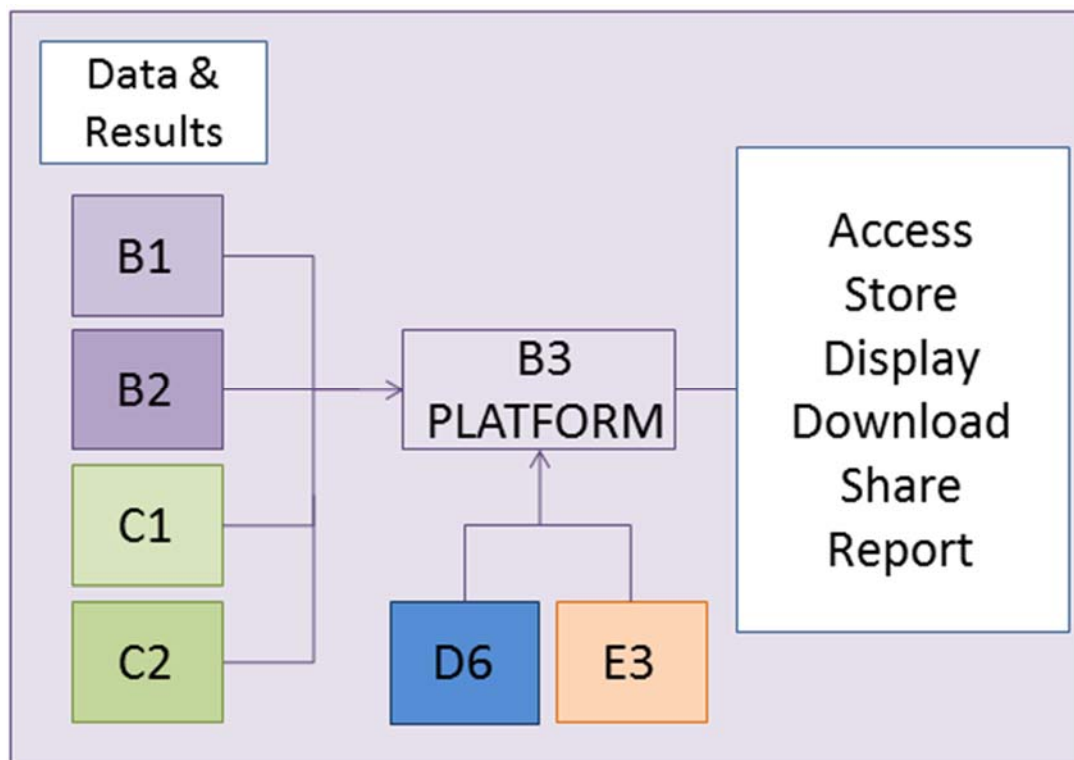 Data &
Results
B1
B2
C1
C2
B3
PLATFORM
D6
E3
Access
Store
Display
Download
Share
Report